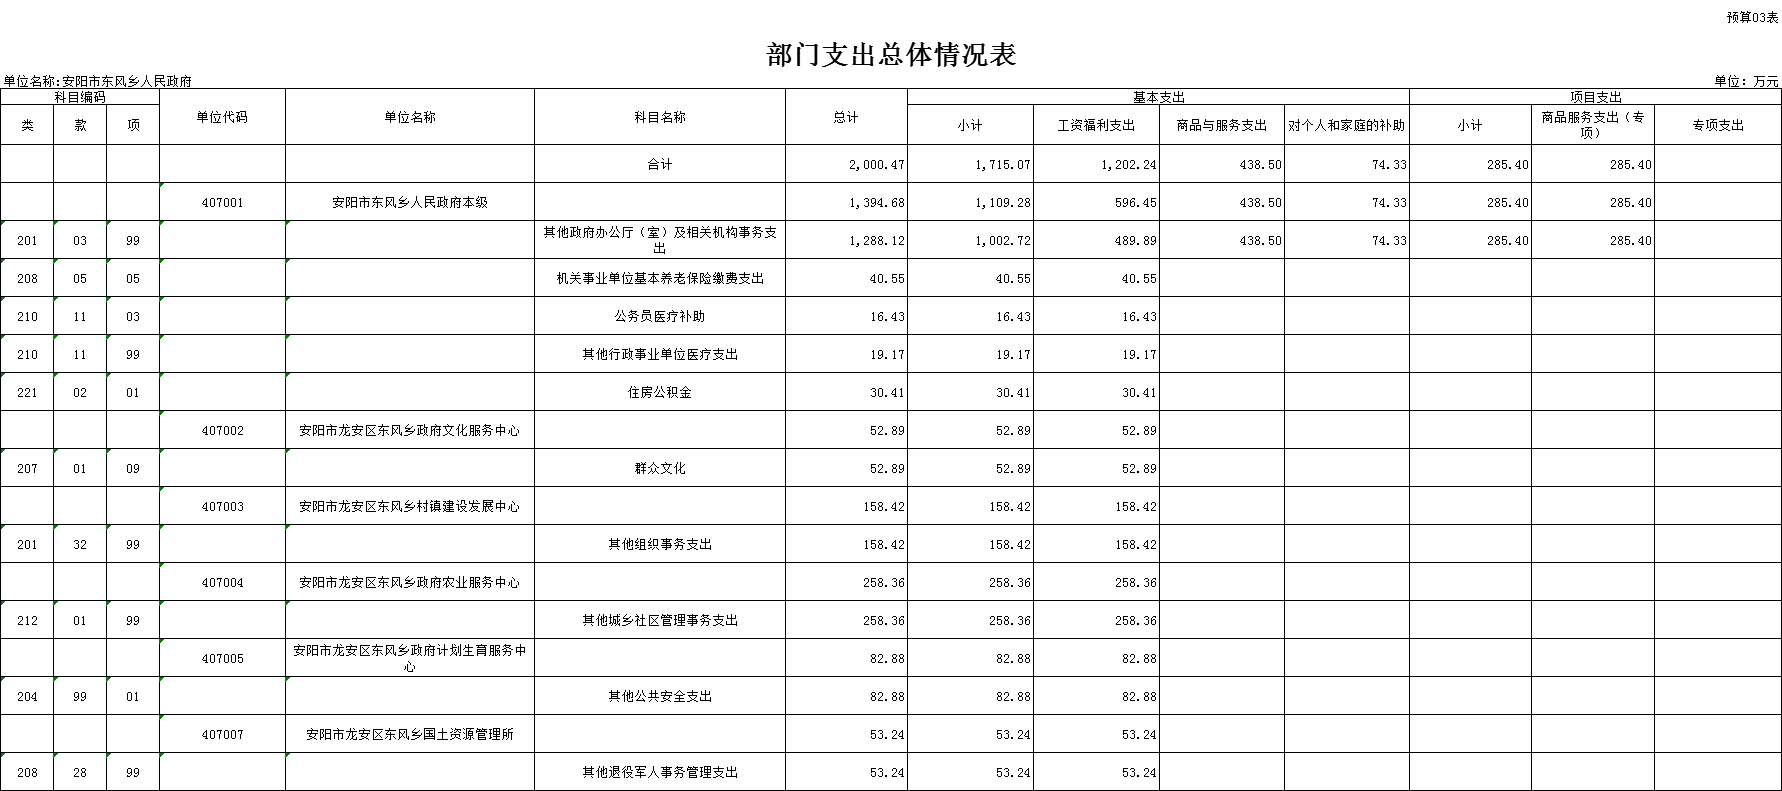 预算03表
部门支出总体情况表
单位名称:安阳市东风乡人民政府 单位：万元
科目编码 单位代码 单位名称 科目名称 总计 基本支出 项目支出
类 款 项 小计 工资福利支出 商品与服务支出 对个人和家庭的补助 小计 商品服务支出（专项） 专项支出
合计 2,000.47 1,715.07 1,202.24 438.50 74.33 285.40 285.40
407001 安阳市东风乡人民政府本级 1,394.68 1,109.28 596.45 438.50 74.33 285.40 285.40
201 03 99 其他政府办公厅（室）及相关机构事务支出 1,288.12 1,002.72 489.89 438.50 74.33 285.40 285.40
208 05 05 机关事业单位基本养老保险缴费支出 40.55 40.55 40.55
210 11 03 公务员医疗补助 16.43 16.43 16.43
210 11 99 其他行政事业单位医疗支出 19.17 19.17 19.17
221 02 01 住房公积金 30.41 30.41 30.41
407002 安阳市龙安区东风乡政府文化服务中心 52.89 52.89 52.89
207 01 09 群众文化 52.89 52.89 52.89
407003 安阳市龙安区东风乡村镇建设发展中心 158.42 158.42 158.42
201 32 99 其他组织事务支出 158.42 158.42 158.42
407004 安阳市龙安区东风乡政府农业服务中心 258.36 258.36 258.36
212 01 99 其他城乡社区管理事务支出 258.36 258.36 258.36
407005 安阳市龙安区东风乡政府计划生育服务中心 82.88 82.88 82.88
204 99 01 其他公共安全支出 82.88 82.88 82.88
407007 安阳市龙安区东风乡国土资源管理所 53.24 53.24 53.24
208 28 99 其他退役军人事务管理支出 53.24 53.24 53.24